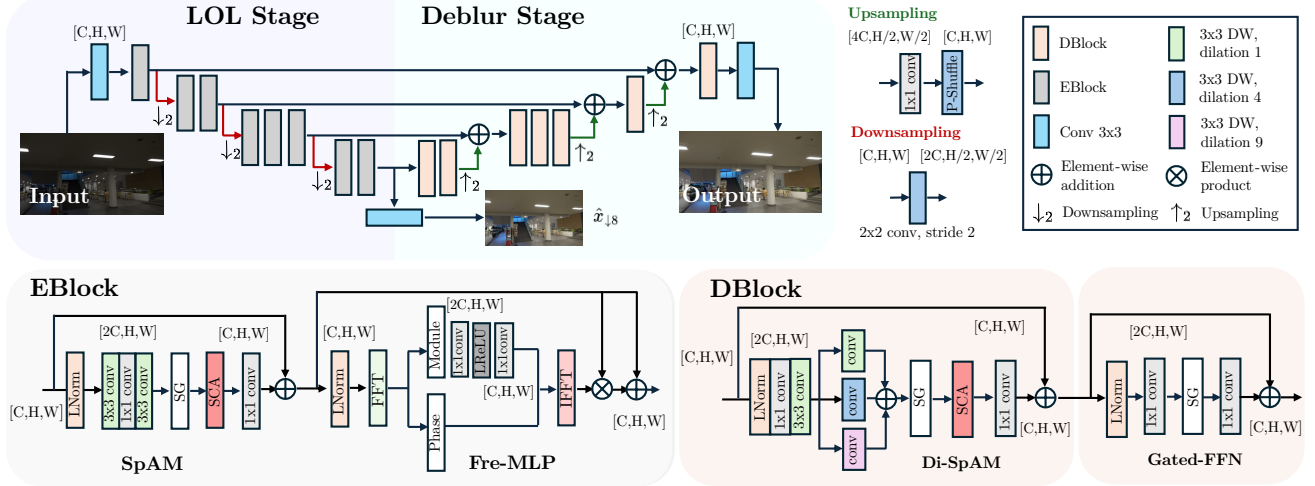 LOL Stage
Deblur Stage
[C,H,W]
[C,H,W]
↓2
↓2
↓2
↑2
↑2
↑2
Input
Output
x̂↓8
Upsampling
[4C,H/2,W/2]
[C,H,W]
1x1 conv
P-Shuffle
Downsampling
[C,H,W]
[2C,H/2,W/2]
2x2 conv, stride 2
DBlock
EBlock
Conv 3x3
Element-wise
addition
↓2 Downsampling
3x3 DW,
dilation 1
3x3 DW,
dilation 4
3x3 DW,
dilation 9
Element-wise
product
↑2 Upsampling
EBlock
[C,H,W]
LNorm
[2C,H,W]
3x3 conv
1x1 conv
3x3 conv
SG
SCA
[C,H,W]
1x1 conv
SpAM
[C,H,W]
LNorm
FFT
Module
[2C,H,W]
1x1conv
LReLU
1x1conv
[C,H,W]
Phase
IFFT
[C,H,W]
Fre-MLP
DBlock
[C,H,W]
[2C,H,W]
LNorm
1x1 conv
3x3 conv
conv
conv
conv
SG
SCA
[C,H,W]
1x1 conv
[C,H,W]
Di-SpAM
[2C,H,W]
LNorm
1x1 conv
SG
1x1 conv
[C,H,W]
Gated-FFN